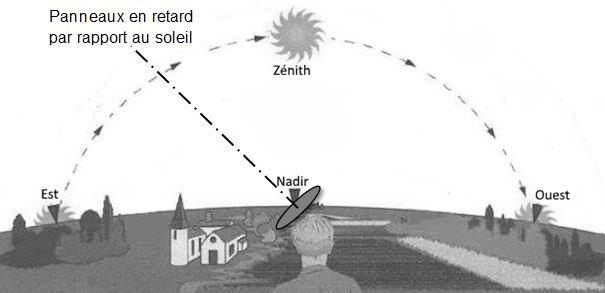 Panneaux en retard
par rapport au soleil
Zénith
Nadir
Est
Ouest